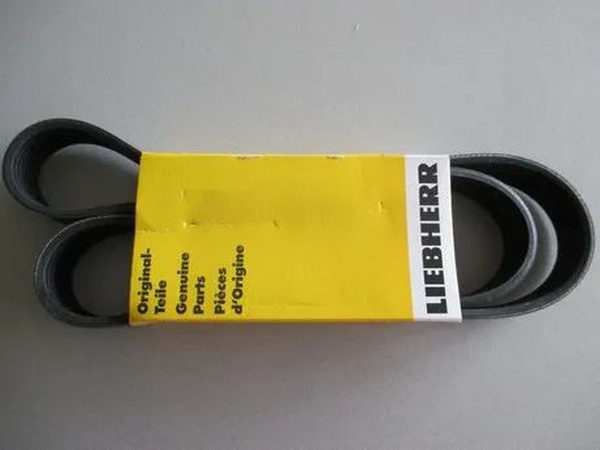 Original-
Teile
Genuine
Parts
Pièces
d'Origine
LIEBHERR